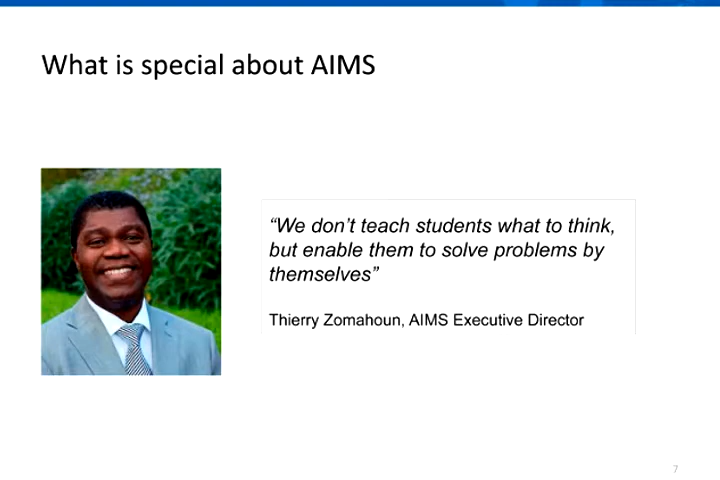 What is special about AIMS
“We don’t teach students what to think,
but enable them to solve problems by
themselves”
Thierry Zomahoun, AIMS Executive Director
7